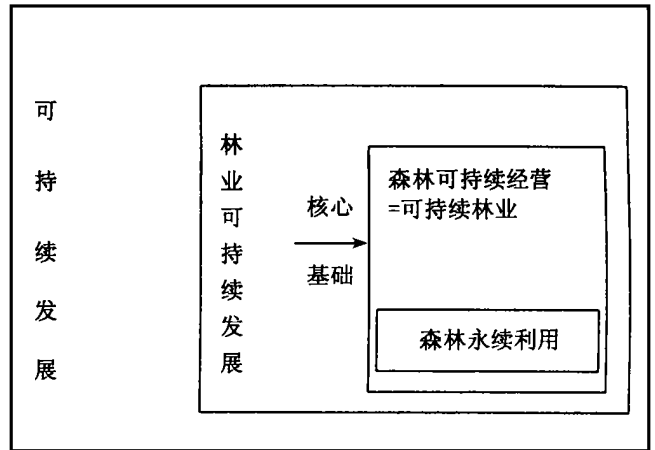 可持续发展
林业可持续发展
核心
基础
森林可持续经营
=可持续林业
森林永续利用